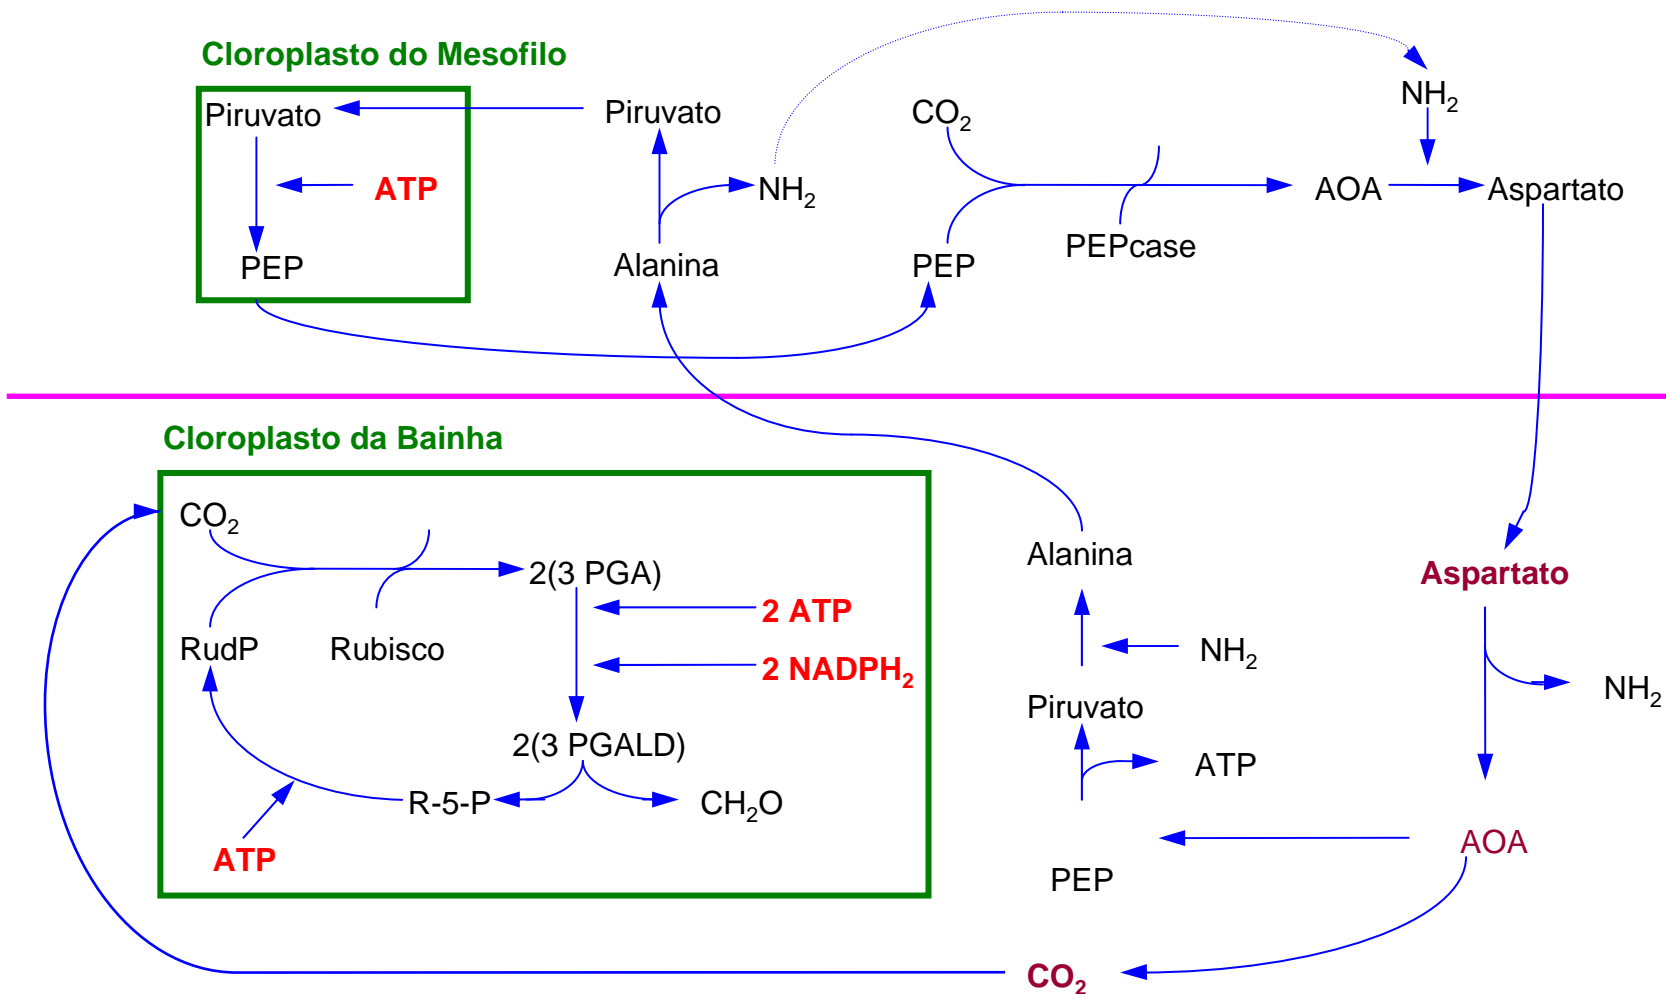 Cloroplasto do Mesofilo
Piruvato
Piruvato
CO₂
NH₂
ATP
NH₂
AOA
Aspartato
PEP
Alanina
PEP
PEPcase
Cloroplasto da Bainha
CO₂
2(3 PGA)
Alanina
Aspartato
2 ATP
RudP
Rubisco
2 NADPH₂
NH₂
NH₂
Piruvato
2(3 PGALD)
ATP
R-5-P
CH₂O
ATP
AOA
PEP
CO₂